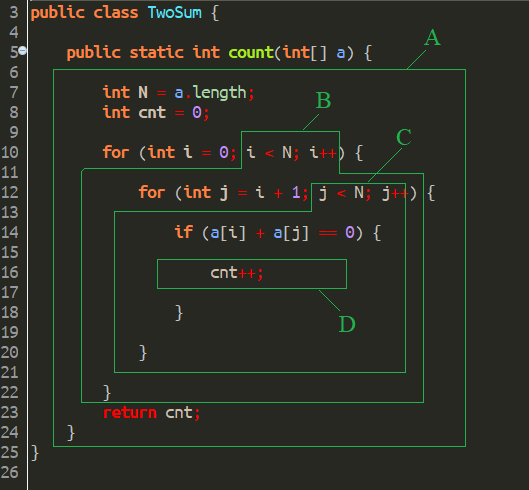 3 public class TwoSum {
4
5 public static int count(int[] a) { A
6
7 int N = a.length;
8 int cnt = 0; B
9
10 for (int i = 0; i < N; i++) { C
11
12 for (int j = i + 1; j < N; j++) {
13
14 if (a[i] + a[j] == 0) {
15
16 cnt++;
17
18 } D
19
20 }
21
22 }
23 return cnt;
24 }
25 }
26